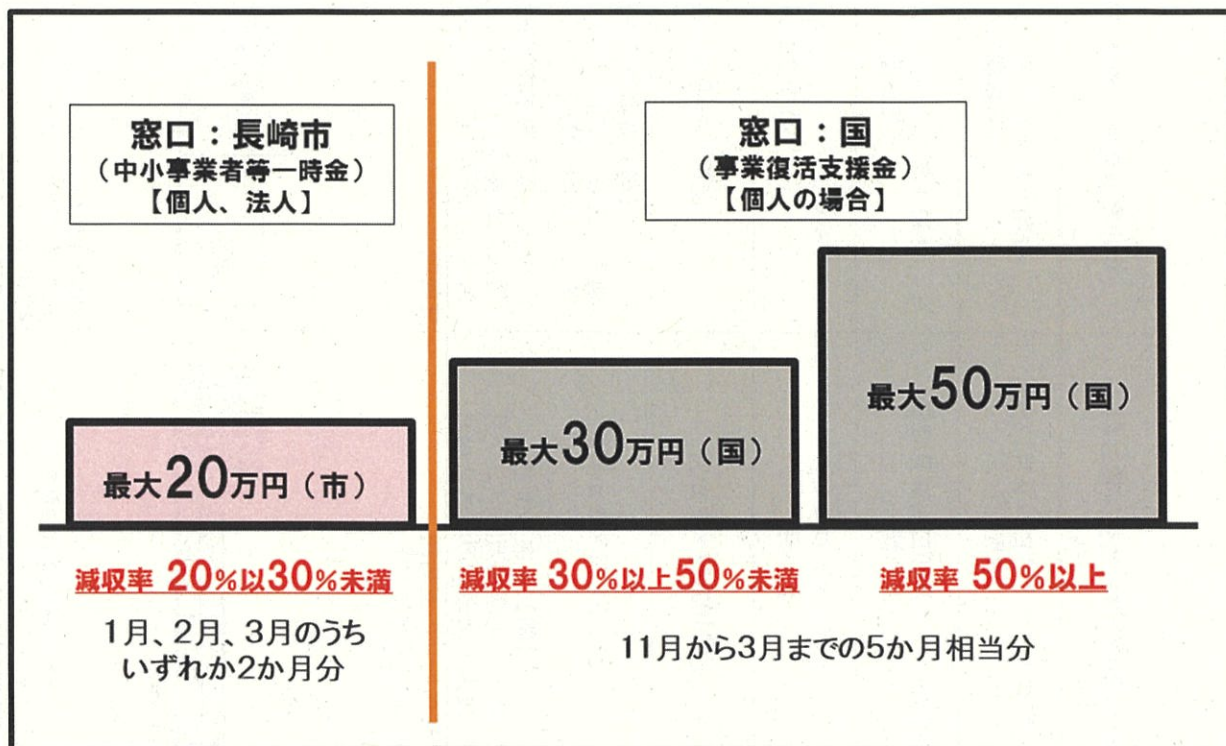 窓口：長崎市
（中小事業者等一時金）
【個人、法人】
最大20万円（市）
減収率 20%以30%未満
1月、2月、3月のうち
いずれか2か月分
窓口：国
（事業復活支援金）
【個人の場合】
最大30万円（国）
最大50万円（国）
減収率 30%以上50%未満
減収率 50%以上
11月から3月までの5か月相当分